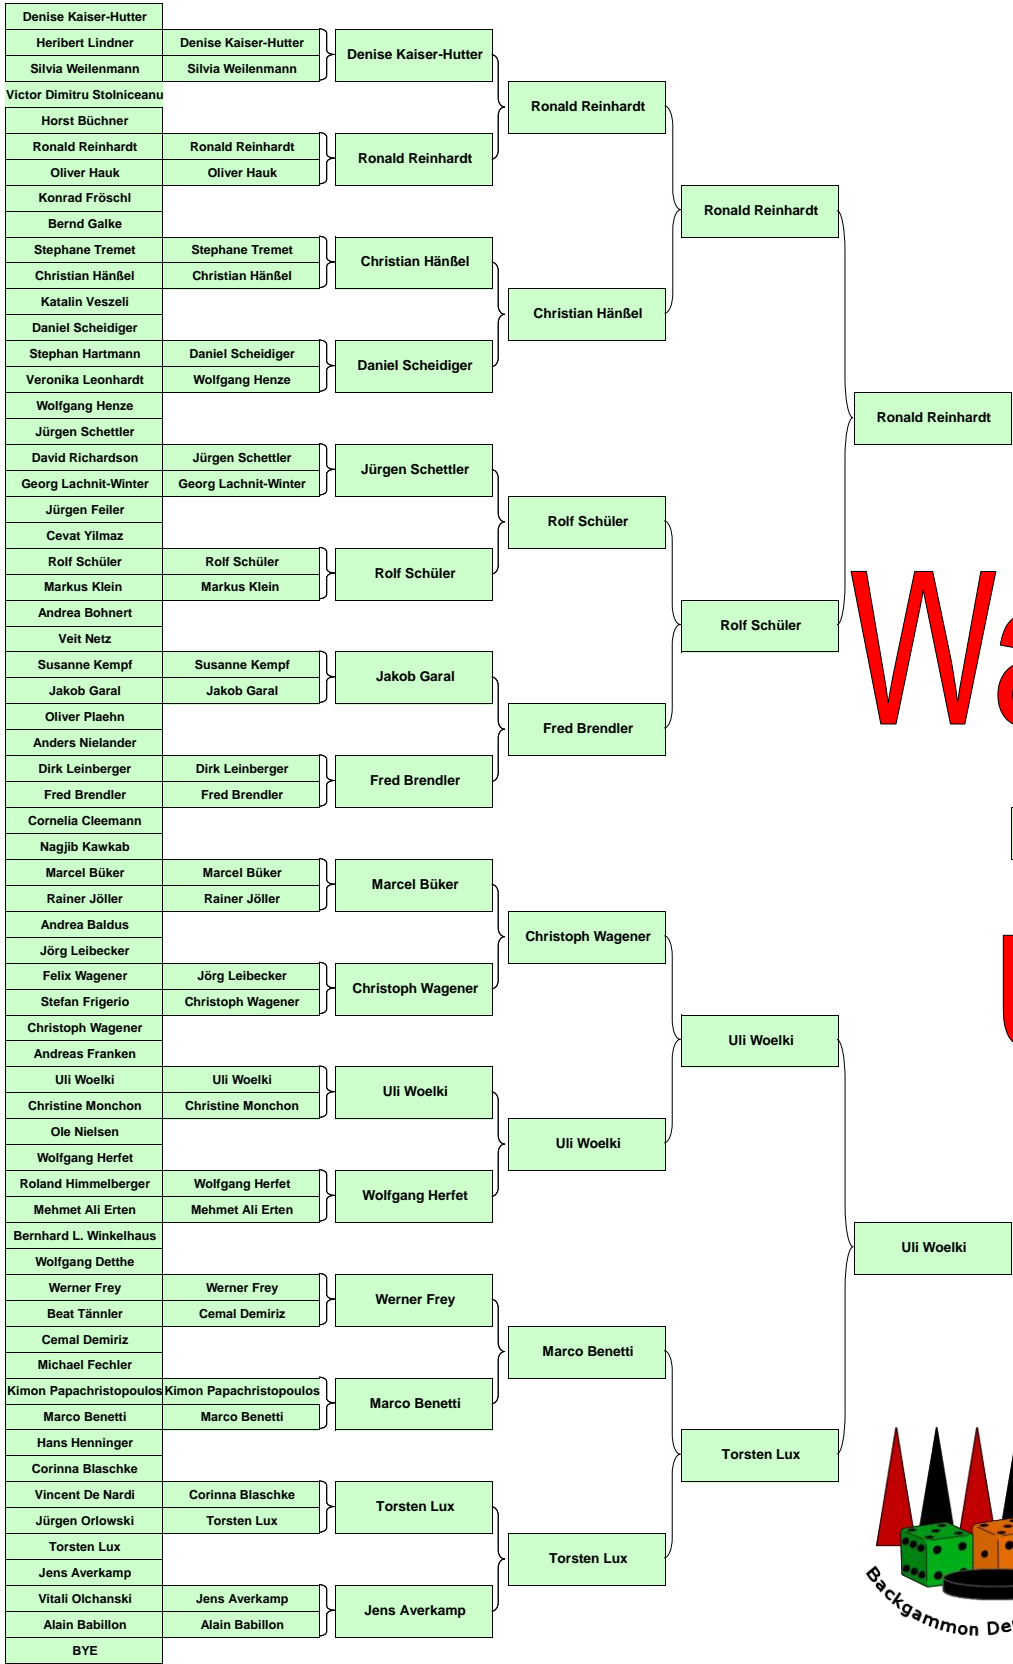 Denise Kaiser-Hutter
Heribert Lindner Denise Kaiser-Hutter
Denise Kaiser-Hutter
Silvia Weilenmann Silvia Weilenmann
Victor Dimitru Stolniceanu
Ronald Reinhardt
Horst Büchner
Ronald Reinhardt Ronald Reinhardt
Ronald Reinhardt
Oliver Hauk Oliver Hauk
Konrad Fröschl
Ronald Reinhardt
Bernd Galke
Stephane Tremet Stephane Tremet
Christian Hänßel
Christian Hänßel Christian Hänßel
Katalin Veszeli
Christian Hänßel
Daniel Scheidiger
Stephan Hartmann Daniel Scheidiger
Daniel Scheidiger
Veronika Leonhardt Wolfgang Henze
Wolfgang Henze
Ronald Reinhardt
Jürgen Schettler
David Richardson Jürgen Schettler
Jürgen Schettler
Georg Lachnit-Winter Georg Lachnit-Winter
Jürgen Feiler
Rolf Schüler
Cevat Yilmaz
Rolf Schüler Rolf Schüler
Rolf Schüler
Markus Klein Markus Klein
Andrea Bohnert
Rolf Schüler
Veit Netz
Susanne Kempf Susanne Kempf
Jakob Garal
Jakob Garal Jakob Garal
Oliver Plaehn
Fred Brendler
Anders Nielander
Dirk Leinberger Dirk Leinberger
Fred Brendler
Fred Brendler Fred Brendler
Cornelia Cleemann
Nagjib Kawkab
Marcel Büker Marcel Büker
Marcel Büker
Rainer Jöller Rainer Jöller
Andrea Baldus
Christoph Wagener
Jörg Leibecker
Felix Wagener Jörg Leibecker
Christoph Wagener
Stefan Frigerio Christoph Wagener
Christoph Wagener
Uli Woelki
Andreas Franken
Uli Woelki Uli Woelki
Uli Woelki
Christine Monchon Christine Monchon
Ole Nielsen
Uli Woelki
Wolfgang Herfet
Roland Himmelberger Wolfgang Herfet
Wolfgang Herfet
Mehmet Ali Erten Mehmet Ali Erten
Bernhard L. Winkelhaus
Uli Woelki
Wolfgang Detthe
Werner Frey Werner Frey
Werner Frey
Beat Tännler Cemal Demiriz
Cemal Demiriz
Marco Benetti
Michael Fechler
Kimon Papachristopoulos Kimon Papachristopoulos
Marco Benetti
Marco Benetti Marco Benetti
Hans Henninger
Torsten Lux
Corinna Blaschke
Vincent De Nardi Corinna Blaschke
Torsten Lux
Jürgen Orlowski Torsten Lux
Torsten Lux
Torsten Lux
Jens Averkamp
Vitali Olchanski Jens Averkamp
Jens Averkamp
Alain Babillon Alain Babillon
BYE
Backgammon